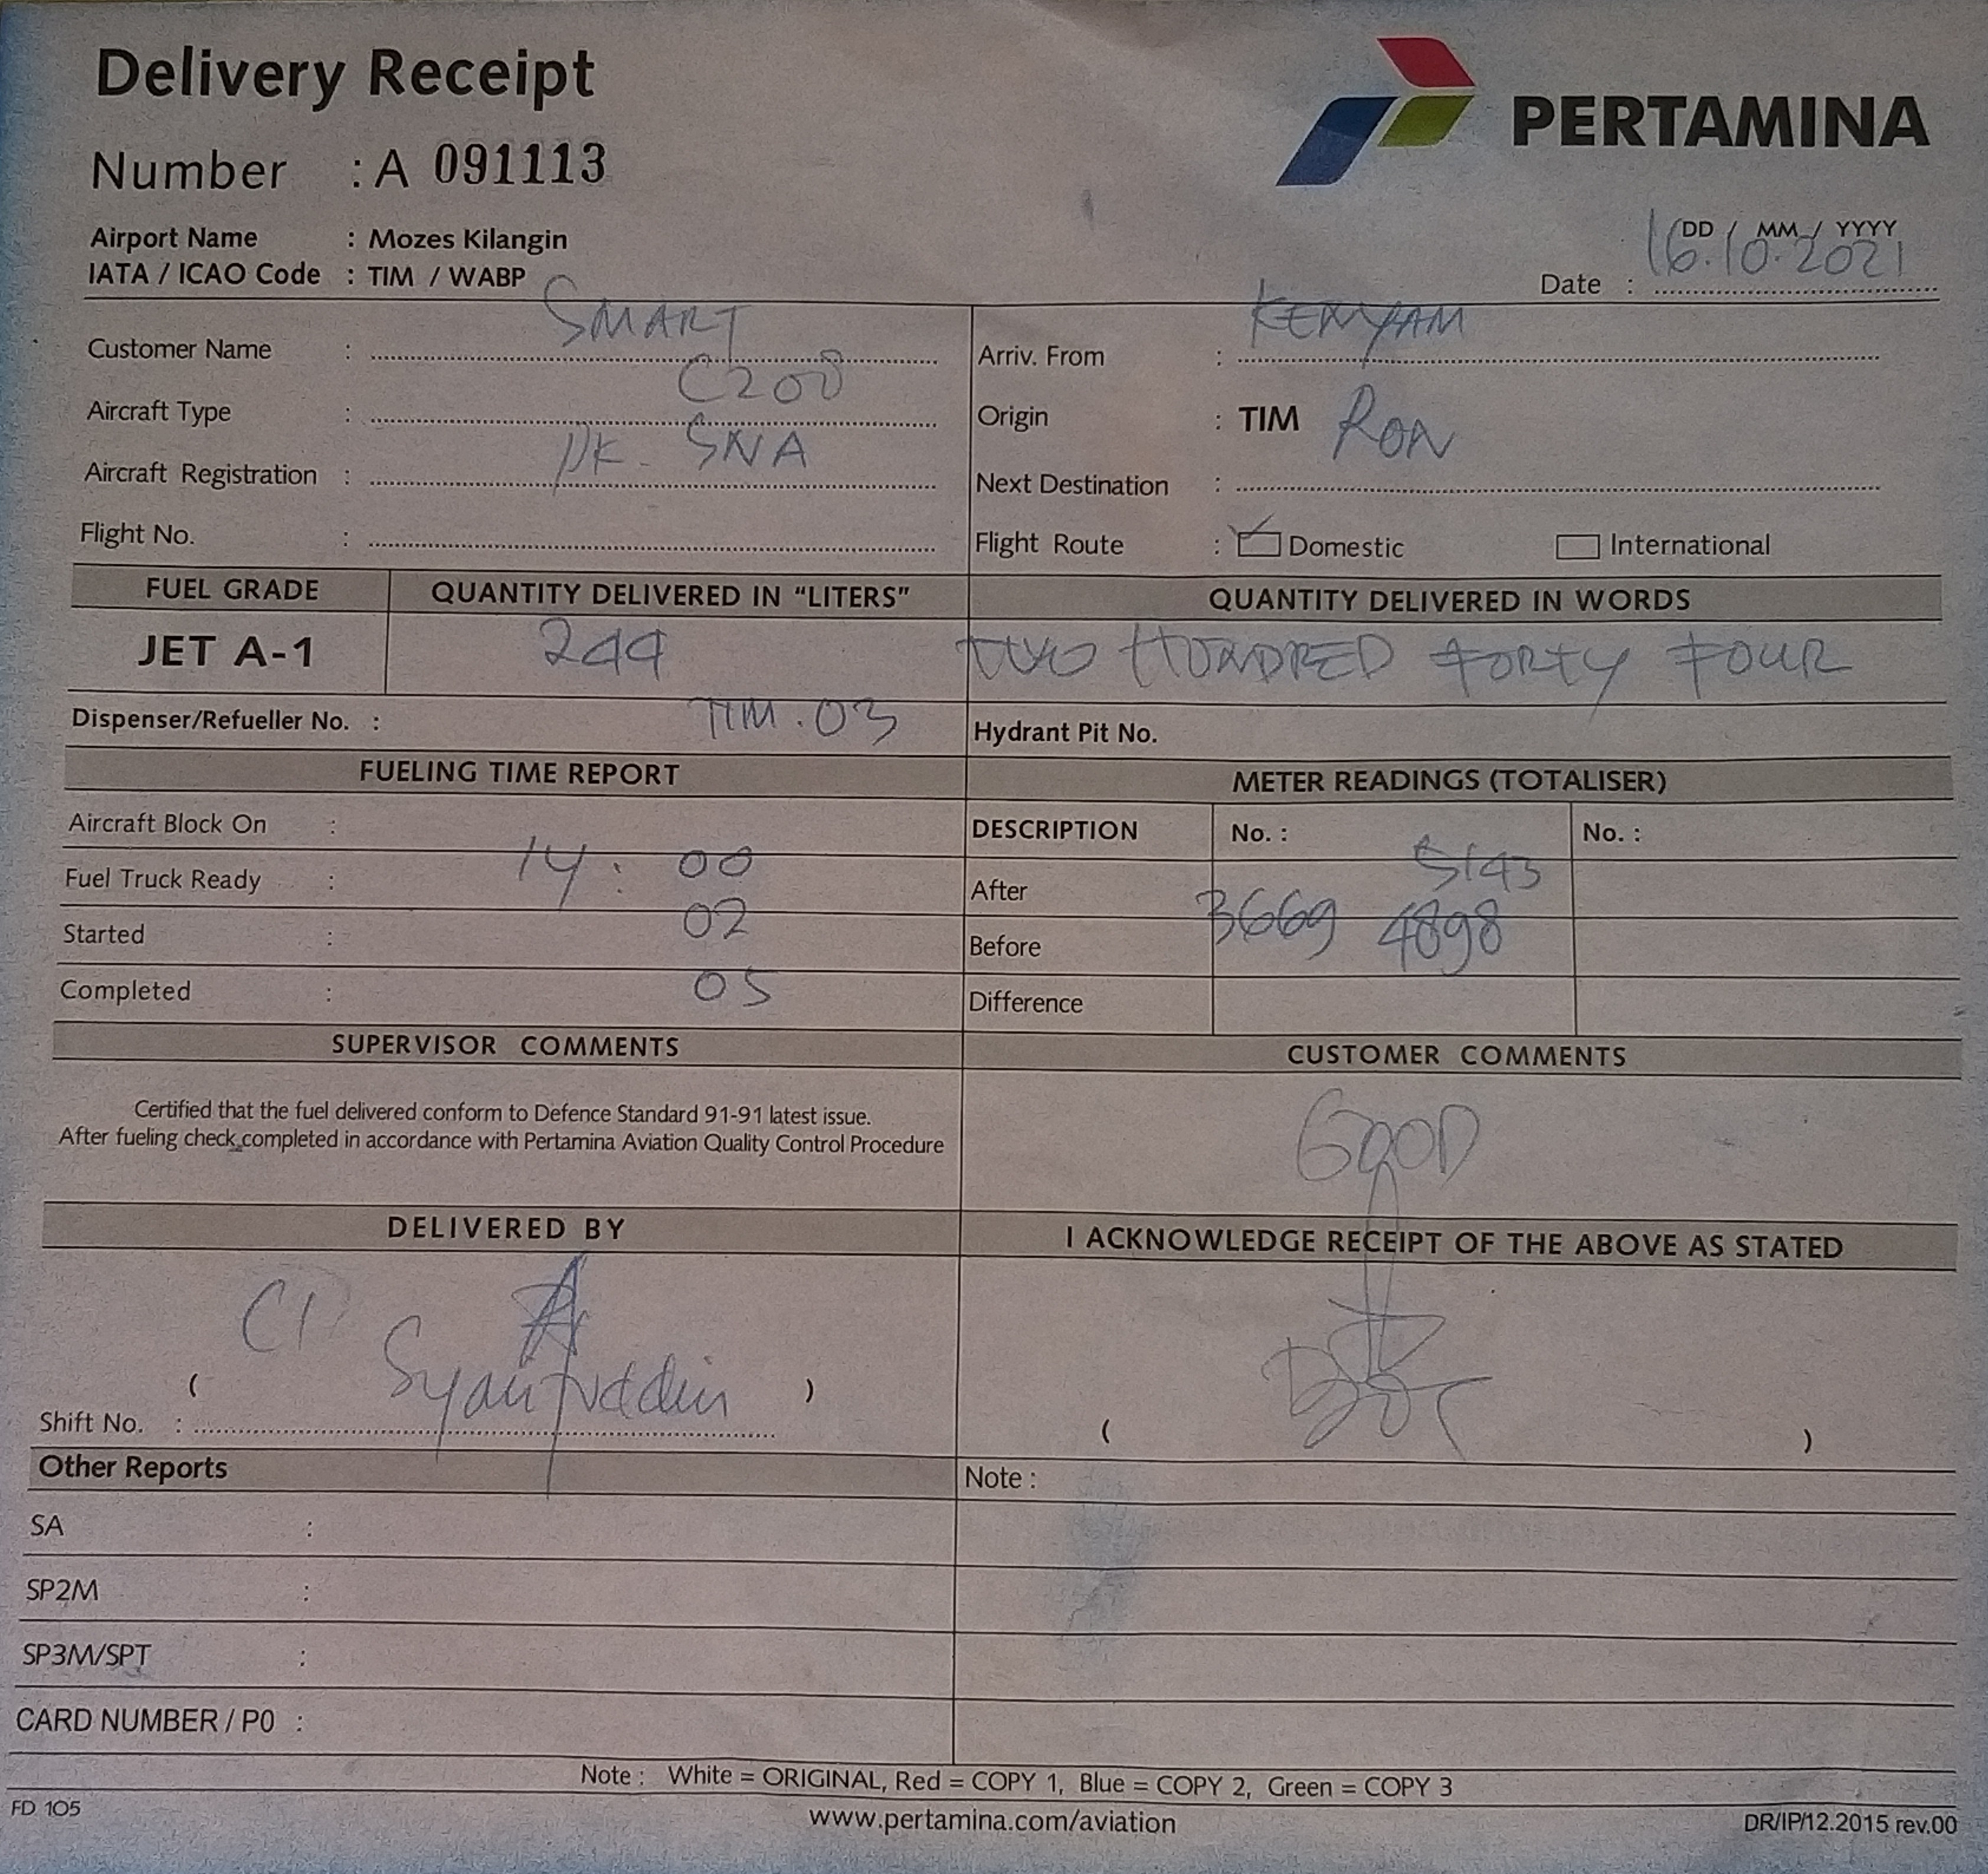 Delivery Receipt
PERTAMINA
Number : A 091113
Airport Name : Mozes Kilangin
IATA / ICAO Code : TIM / WABP
DD / MM / YYYY
Date : 16.10.2021
Customer Name : SMART
Arriv. From : KENYAM
Aircraft Type : C208
Origin : TIM RON
Aircraft Registration : PK - SNA
Next Destination :
Flight No. :
Flight Route : Domestic International
FUEL GRADE QUANTITY DELIVERED IN "LITERS" QUANTITY DELIVERED IN WORDS
JET A-1 244 TWO HUNDRED FORTY FOUR
Dispenser/Refueller No. : TIM . 03
Hydrant Pit No.
FUELING TIME REPORT METER READINGS (TOTALISER)
Aircraft Block On :
DESCRIPTION No. : No. :
Fuel Truck Ready : 14 : 00
After 5143
Started : 02
Before 3669 4898
Completed : 05
Difference
SUPERVISOR COMMENTS CUSTOMER COMMENTS
Certified that the fuel delivered conform to Defence Standard 91-91 latest issue.
After fueling check completed in accordance with Pertamina Aviation Quality Control Procedure
GOOD
DELIVERED BY I ACKNOWLEDGE RECEIPT OF THE ABOVE AS STATED
( Syarifuddin )
Shift No. :
( )
Other Reports Note :
SA :
SP2M :
SP3M/SPT :
CARD NUMBER / P0 :
Note : White = ORIGINAL, Red = COPY 1, Blue = COPY 2, Green = COPY 3
FD 105 www.pertamina.com/aviation DR/IP/12.2015 rev.00